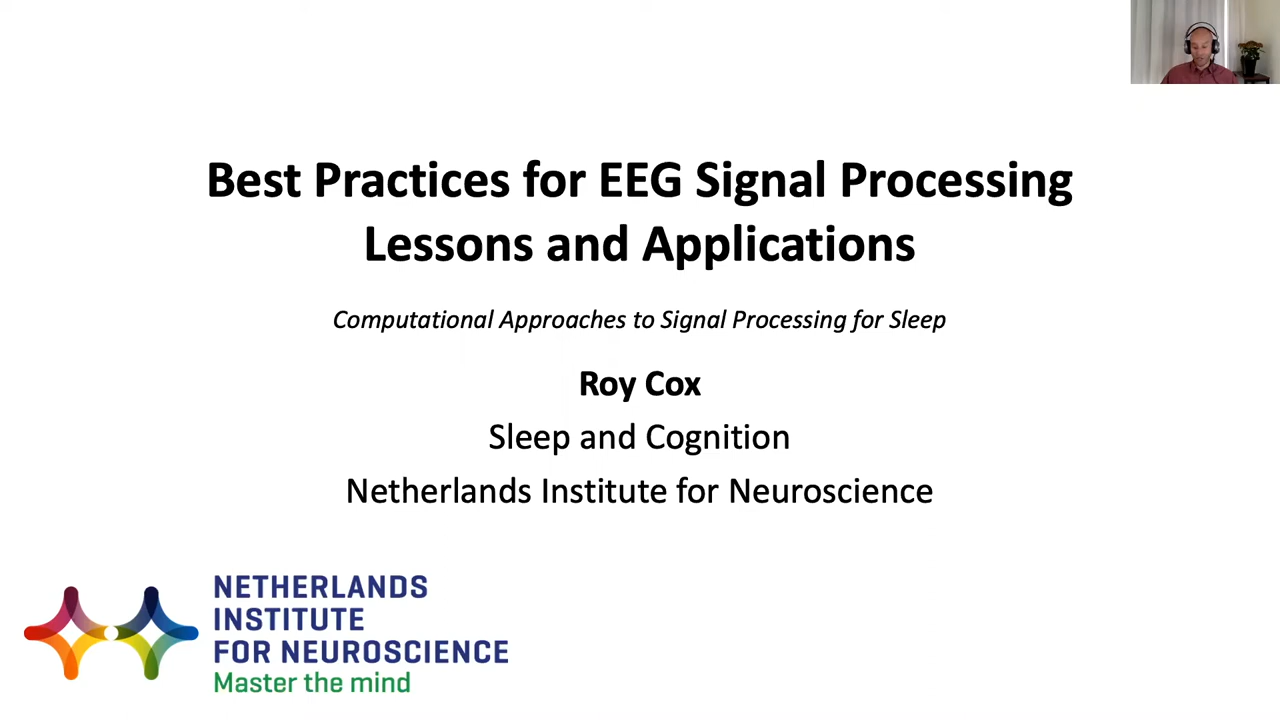 Best Practices for EEG Signal Processing
Lessons and Applications
Computational Approaches to Signal Processing for Sleep
Roy Cox
Sleep and Cognition
Netherlands Institute for Neuroscience
NETHERLANDS
INSTITUTE
FOR NEUROSCIENCE
Master the mind